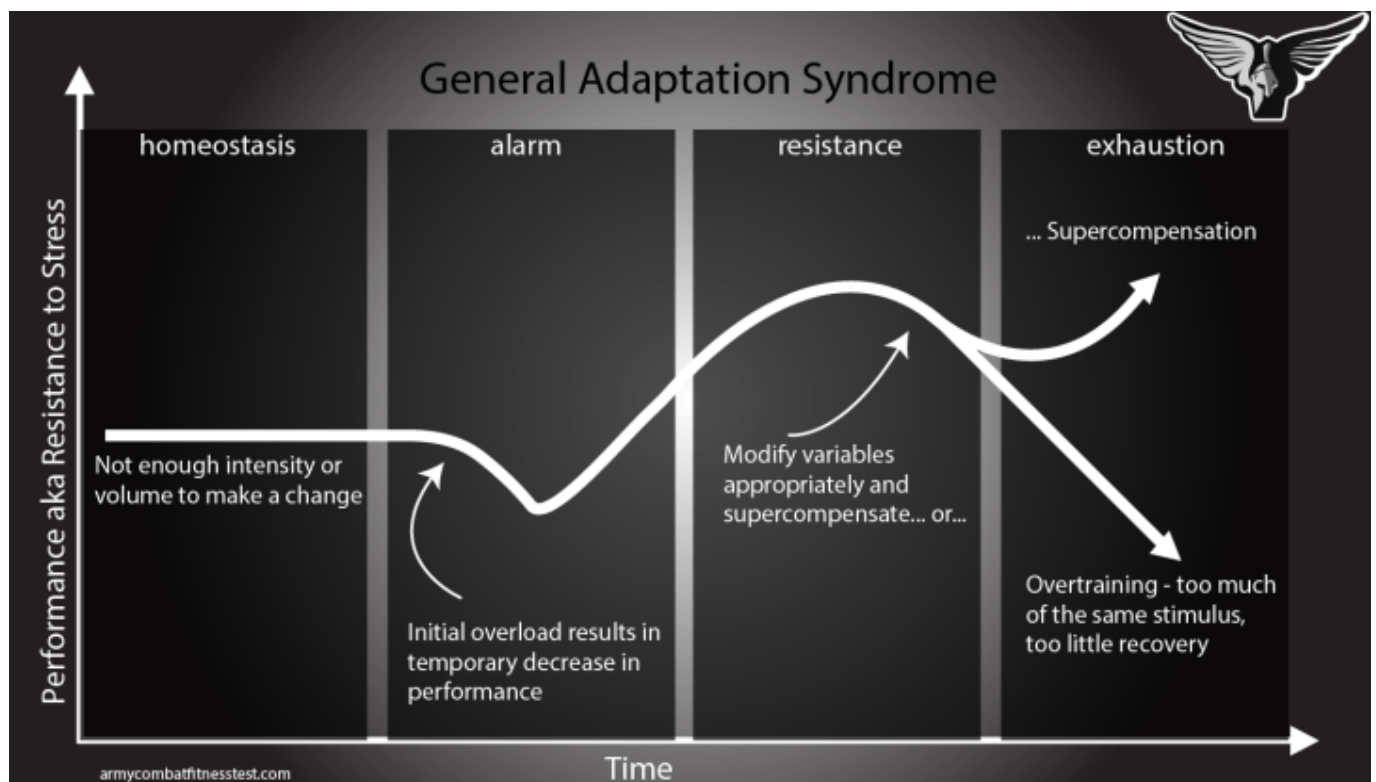 General Adaptation Syndrome
homeostasis
alarm
resistance
exhaustion
... Supercompensation
Performance aka Resistance to Stress
Not enough intensity or
volume to make a change
Modify variables
appropriately and
supercompensate... or...
Initial overload results in
temporary decrease in
performance
Overtraining - too much
of the same stimulus,
too little recovery
Time
armycombatfitnesstest.com